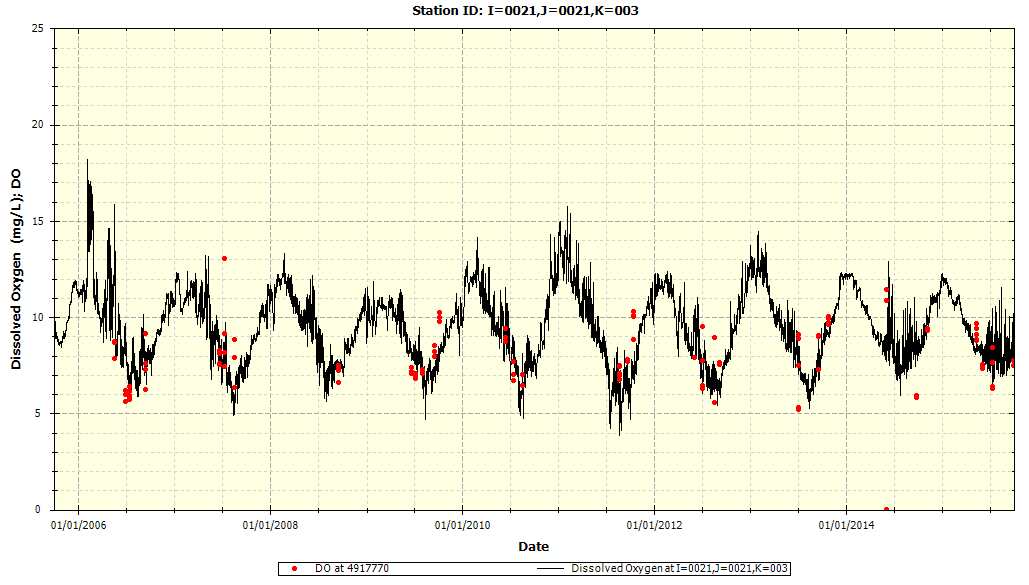 Station ID: I=0021,J=0021,K=003
25
20
15
10
5
0
Dissolved Oxygen (mg/L); DO
01/01/2006 01/01/2008 01/01/2010 01/01/2012 01/01/2014
Date
DO at 4917770 Dissolved Oxygen at I=0021,J=0021,K=003